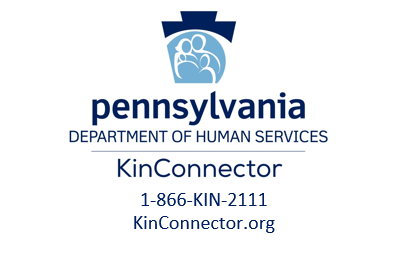 pennsylvania
DEPARTMENT OF HUMAN SERVICES
KinConnector
1-866-KIN-2111
KinConnector.org